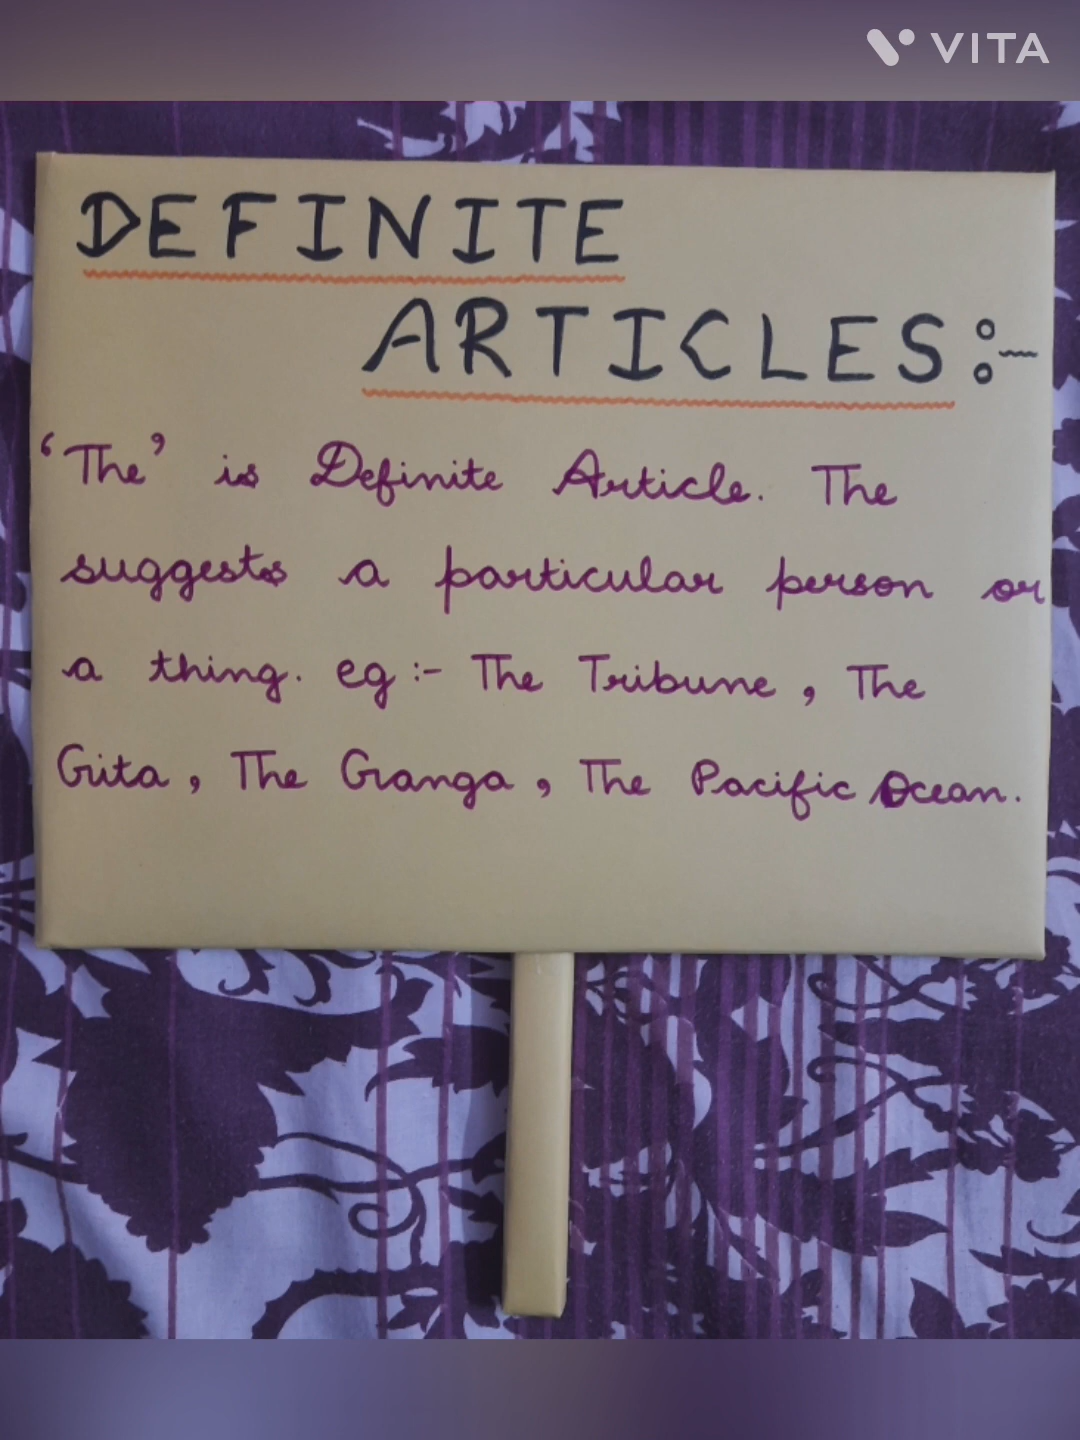 VITA
DEFINITE
ARTICLES:-
'The' is Definite Article. The
suggests a particular person or
a thing. eg:- The Tribune, The
Gita, The Ganga, The Pacific Ocean.